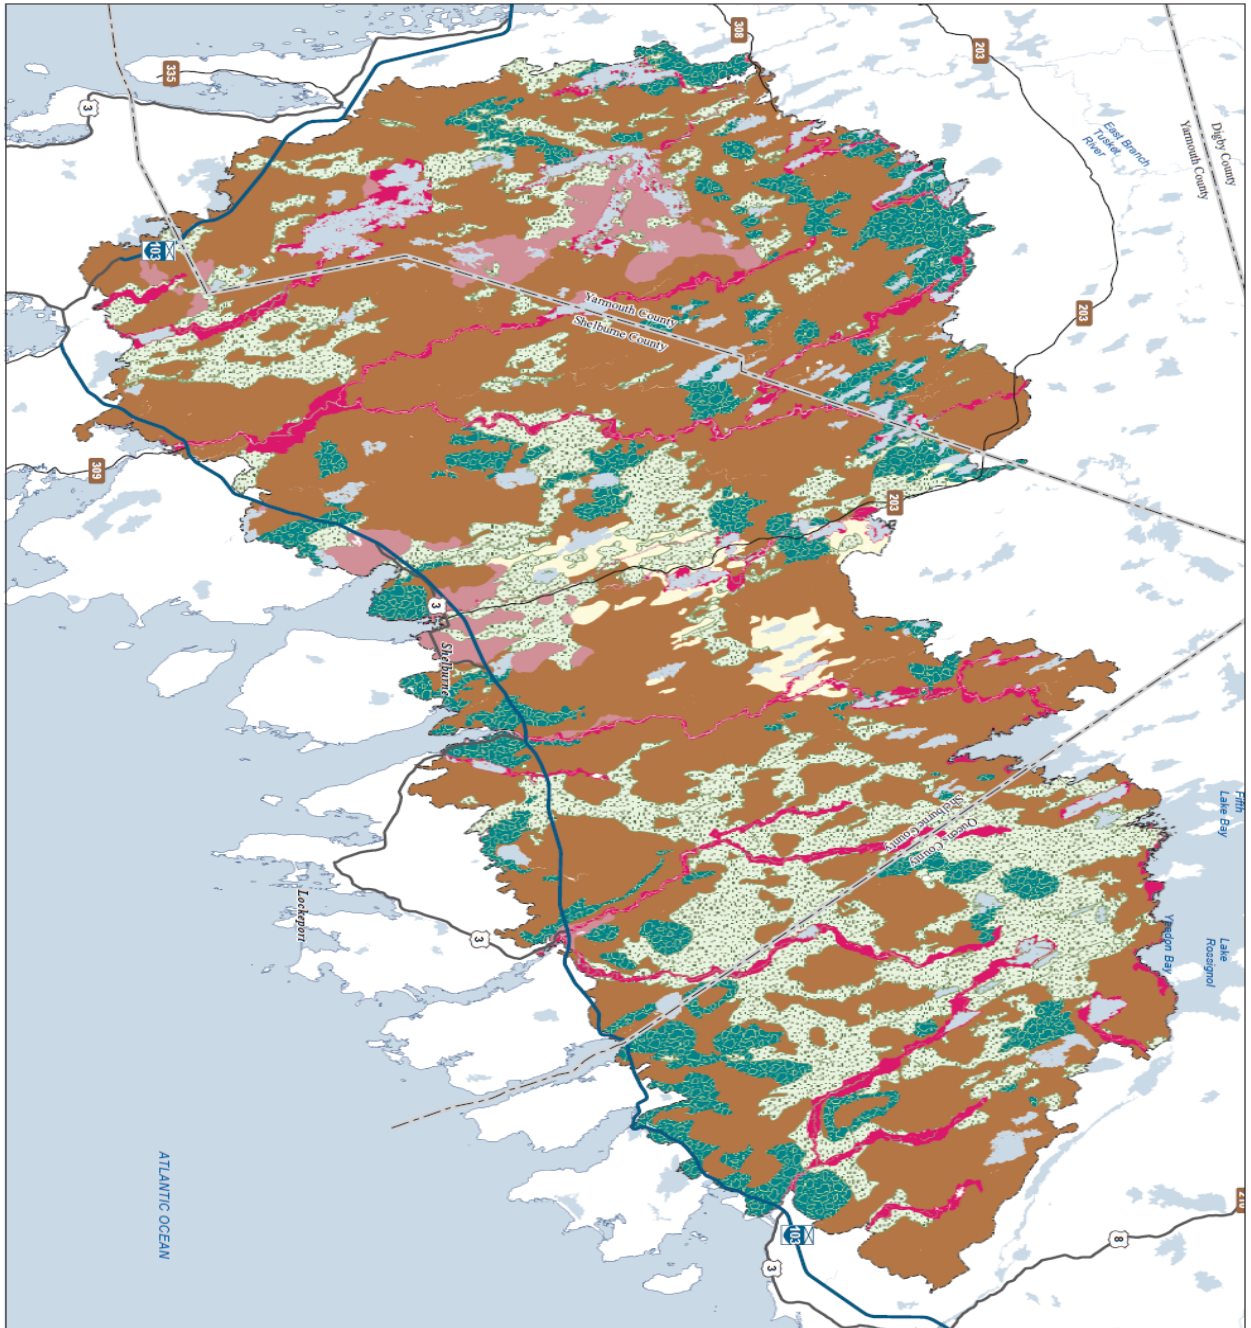 308
203
335
3
East Branch
Tusket
River
Digby County
Yarmouth County
103
203
Yarmouth County
Shelburne County
309
203
3
Shelburne
Fifth
Lake Bay
Shelburne County
Queens County
Lockeport
3
Lake
Rossignol
Bay
ATLANTIC OCEAN
103
8
3